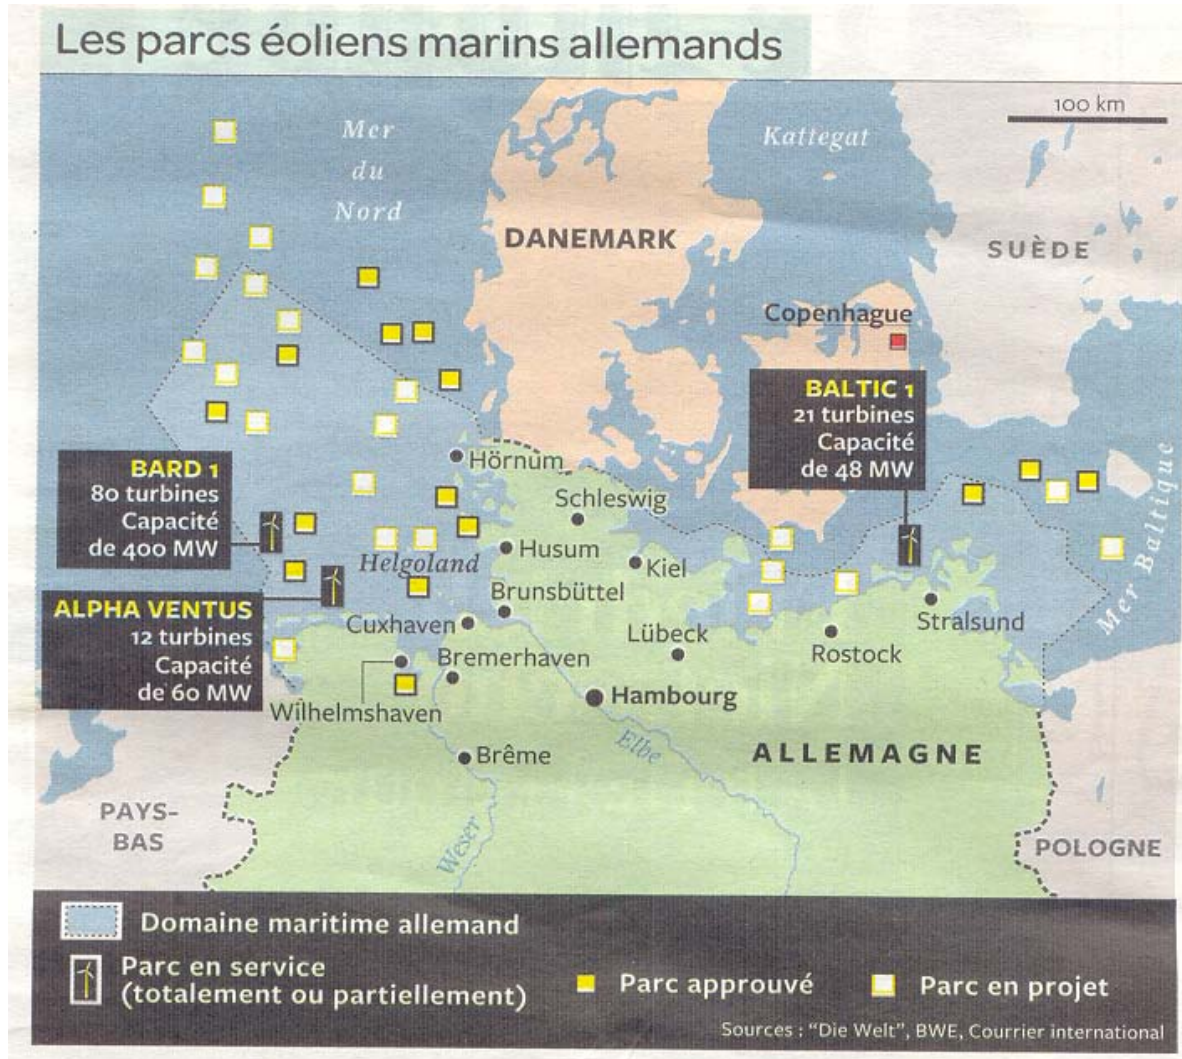 Les parcs éoliens marins allemands
100 km
Mer
du
Nord
Kattegat
DANEMARK
SUÈDE
Copenhague
BALTIC 1
21 turbines
Capacité
de 48 MW
BARD 1
80 turbines
Capacité
de 400 MW
Hörnum
Schleswig
Mer Baltique
Helgoland
Husum
Kiel
Brunsbüttel
ALPHA VENTUS
12 turbines
Capacité
de 60 MW
Cuxhaven
Lübeck
Stralsund
Rostock
Bremerhaven
Wilhelmshaven
Hambourg
Elbe
Brême
ALLEMAGNE
Weser
PAYS-
BAS
POLOGNE
Domaine maritime allemand
Parc en service
(totalement ou partiellement)
Parc approuvé
Parc en projet
Sources : "Die Welt", BWE, Courrier international